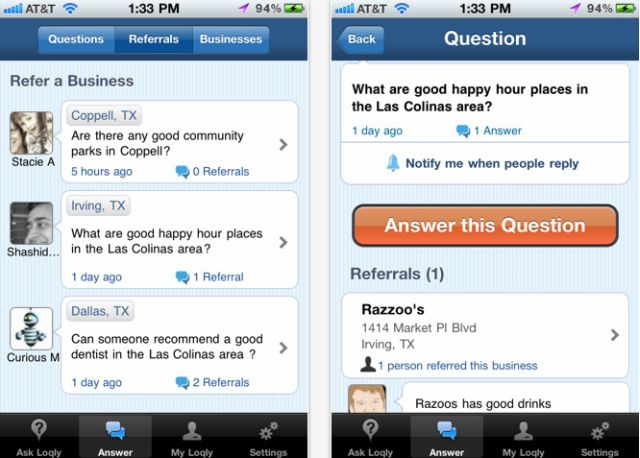 AT&T 1:33 PM 94%
Questions Referrals Businesses
Refer a Business
Stacie A
Coppell, TX
Are there any good community
parks in Coppell?
5 hours ago 0 Referrals
Shashid...
Irving, TX
What are good happy hour places
in the Las Colinas area?
1 day ago 1 Referral
Curious M
Dallas, TX
Can someone recommend a good
dentist in the Las Colinas area ?
1 day ago 2 Referrals
Ask Loqly Answer My Loqly Settings
AT&T 1:33 PM 94%
Back Question
What are good happy hour places in
the Las Colinas area?
1 day ago 1 Answer
Notify me when people reply
Answer this Question
Referrals (1)
Razzoo's
1414 Market Pl Blvd
Irving, TX
1 person referred this business
Razoos has good drinks
Ask Loqly Answer My Loqly Settings